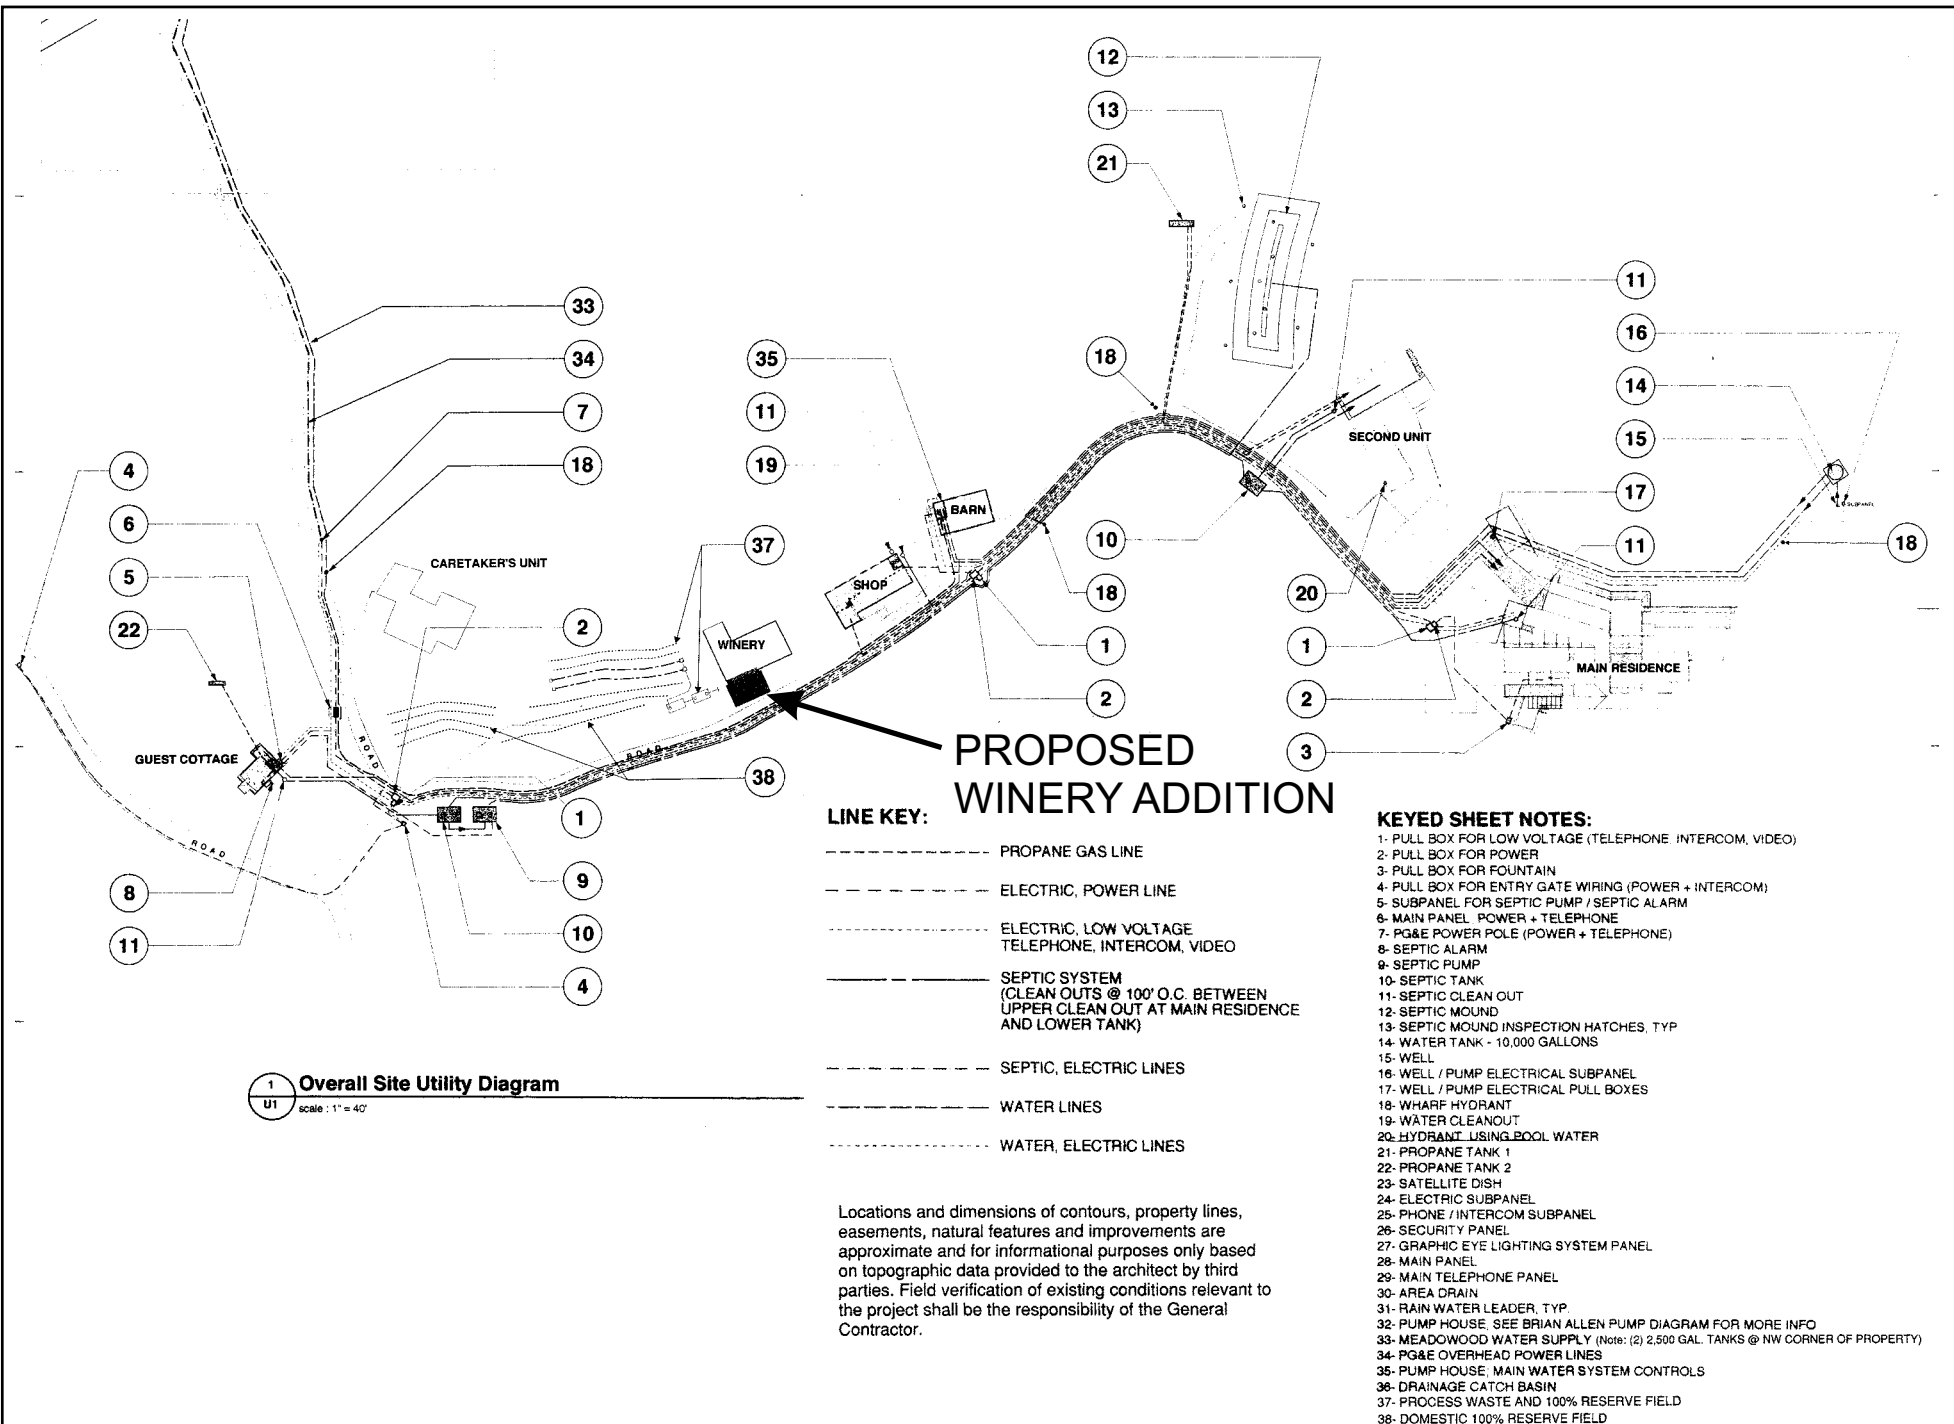 12
13
21
11
16
33
35
18
34
14
11
7
SECOND UNIT
15
18
19
4
17
BARN
6
37
10
11
18
CARETAKER'S UNIT
5
SHOP
18
20
22
2
WINERY
1
1
MAIN RESIDENCE
2
2
ROAD
PROPOSED
WINERY ADDITION
3
GUEST COTTAGE
ROAD
38
1
ROAD
8
9
11
10
4
SUBPANEL
LINE KEY:
PROPANE GAS LINE
ELECTRIC, POWER LINE
ELECTRIC, LOW VOLTAGE
TELEPHONE, INTERCOM, VIDEO
SEPTIC SYSTEM
(CLEAN OUTS @ 100' O.C. BETWEEN
UPPER CLEAN OUT AT MAIN RESIDENCE
AND LOWER TANK)
SEPTIC, ELECTRIC LINES
WATER LINES
WATER, ELECTRIC LINES
1
U1
Overall Site Utility Diagram
scale : 1" = 40'
Locations and dimensions of contours, property lines,
easements, natural features and improvements are
approximate and for informational purposes only based
on topographic data provided to the architect by third
parties. Field verification of existing conditions relevant to
the project shall be the responsibility of the General
Contractor.
KEYED SHEET NOTES:
1- PULL BOX FOR LOW VOLTAGE (TELEPHONE INTERCOM, VIDEO)
2- PULL BOX FOR POWER
3- PULL BOX FOR FOUNTAIN
4- PULL BOX FOR ENTRY GATE WIRING (POWER + INTERCOM)
5- SUBPANEL FOR SEPTIC PUMP / SEPTIC ALARM
6- MAIN PANEL POWER + TELEPHONE
7- PG&E POWER POLE (POWER + TELEPHONE)
8- SEPTIC ALARM
9- SEPTIC PUMP
10- SEPTIC TANK
11- SEPTIC CLEAN OUT
12- SEPTIC MOUND
13- SEPTIC MOUND INSPECTION HATCHES, TYP
14- WATER TANK - 10,000 GALLONS
15- WELL
16- WELL / PUMP ELECTRICAL SUBPANEL
17- WELL / PUMP ELECTRICAL PULL BOXES
18- WHARF HYDRANT
19- WATER CLEANOUT
20- HYDRANT USING POOL WATER
21- PROPANE TANK 1
22- PROPANE TANK 2
23- SATELLITE DISH
24- ELECTRIC SUBPANEL
25- PHONE / INTERCOM SUBPANEL
26- SECURITY PANEL
27- GRAPHIC EYE LIGHTING SYSTEM PANEL
28- MAIN PANEL
29- MAIN TELEPHONE PANEL
30- AREA DRAIN
31- RAIN WATER LEADER, TYP.
32- PUMP HOUSE, SEE BRIAN ALLEN PUMP DIAGRAM FOR MORE INFO
33- MEADOWOOD WATER SUPPLY (Note: (2) 2,500 GAL. TANKS @ NW CORNER OF PROPERTY)
34- PG&E OVERHEAD POWER LINES
35- PUMP HOUSE; MAIN WATER SYSTEM CONTROLS
36- DRAINAGE CATCH BASIN
37- PROCESS WASTE AND 100% RESERVE FIELD
38- DOMESTIC 100% RESERVE FIELD